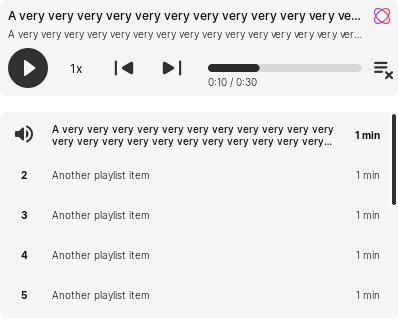 A very very very very very very very very very very very ve...
A very very very very very very very very very very very very very very ver...
1x
0:10 / 0:30
A very very very very very very very very very very very
very very very very very very very very very very very...
1 min
2 Another playlist item 1 min
3 Another playlist item 1 min
4 Another playlist item 1 min
5 Another playlist item 1 min